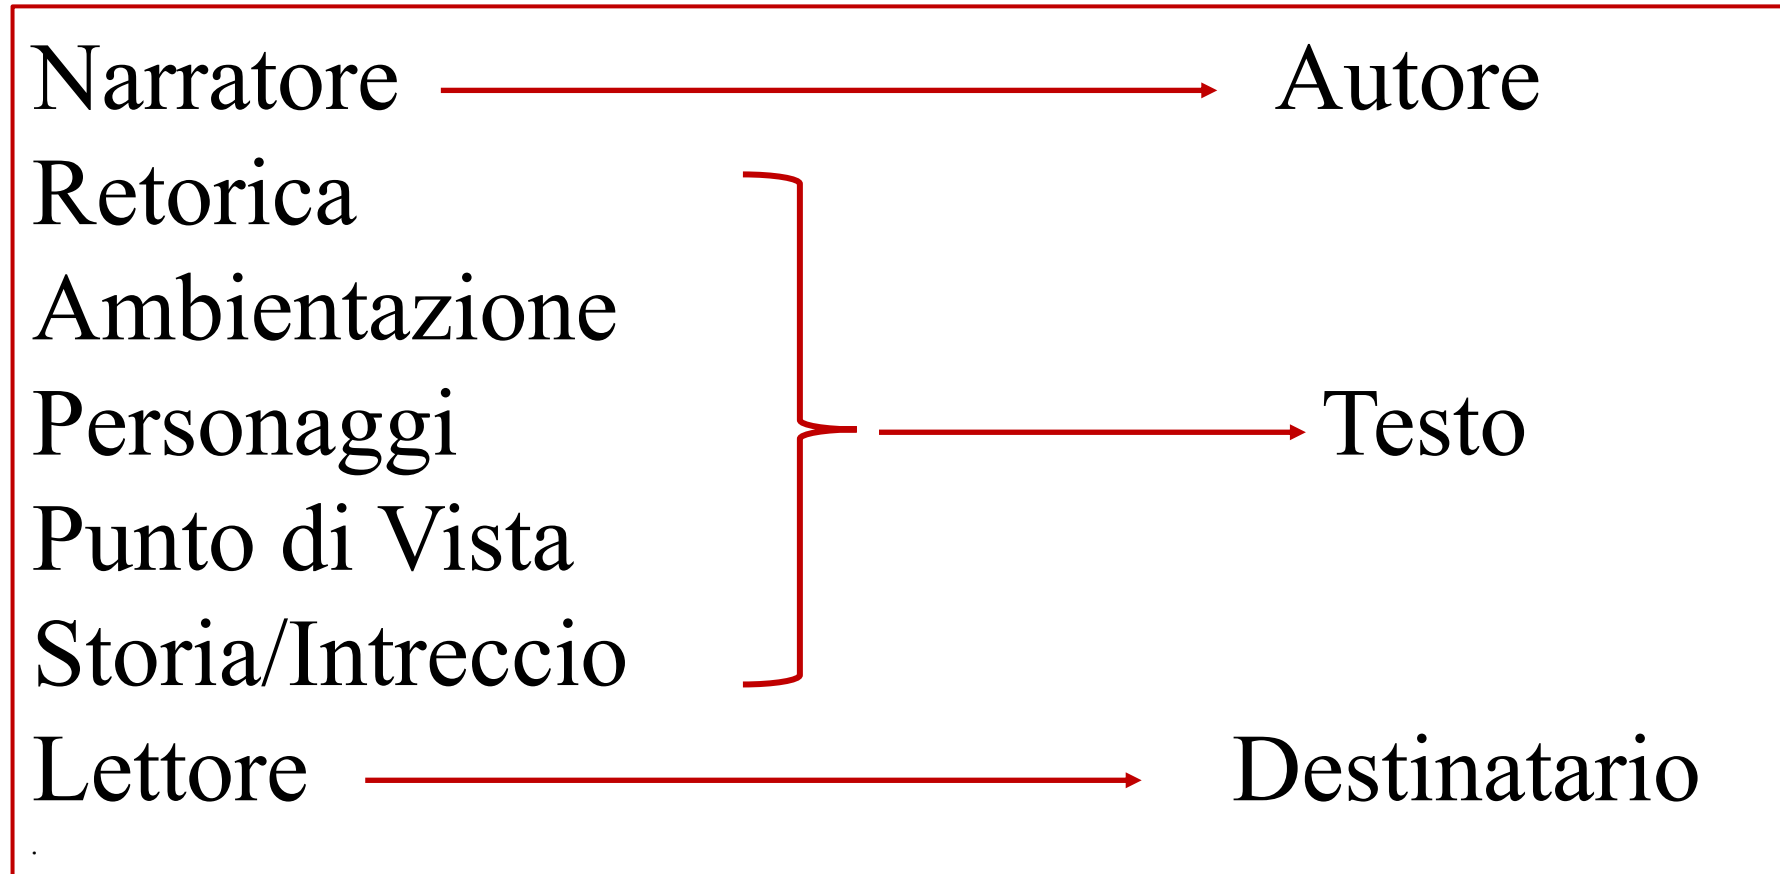 Narratore Autore
Retorica
Ambientazione
Personaggi Testo
Punto di Vista
Storia/Intreccio
Lettore Destinatario
.